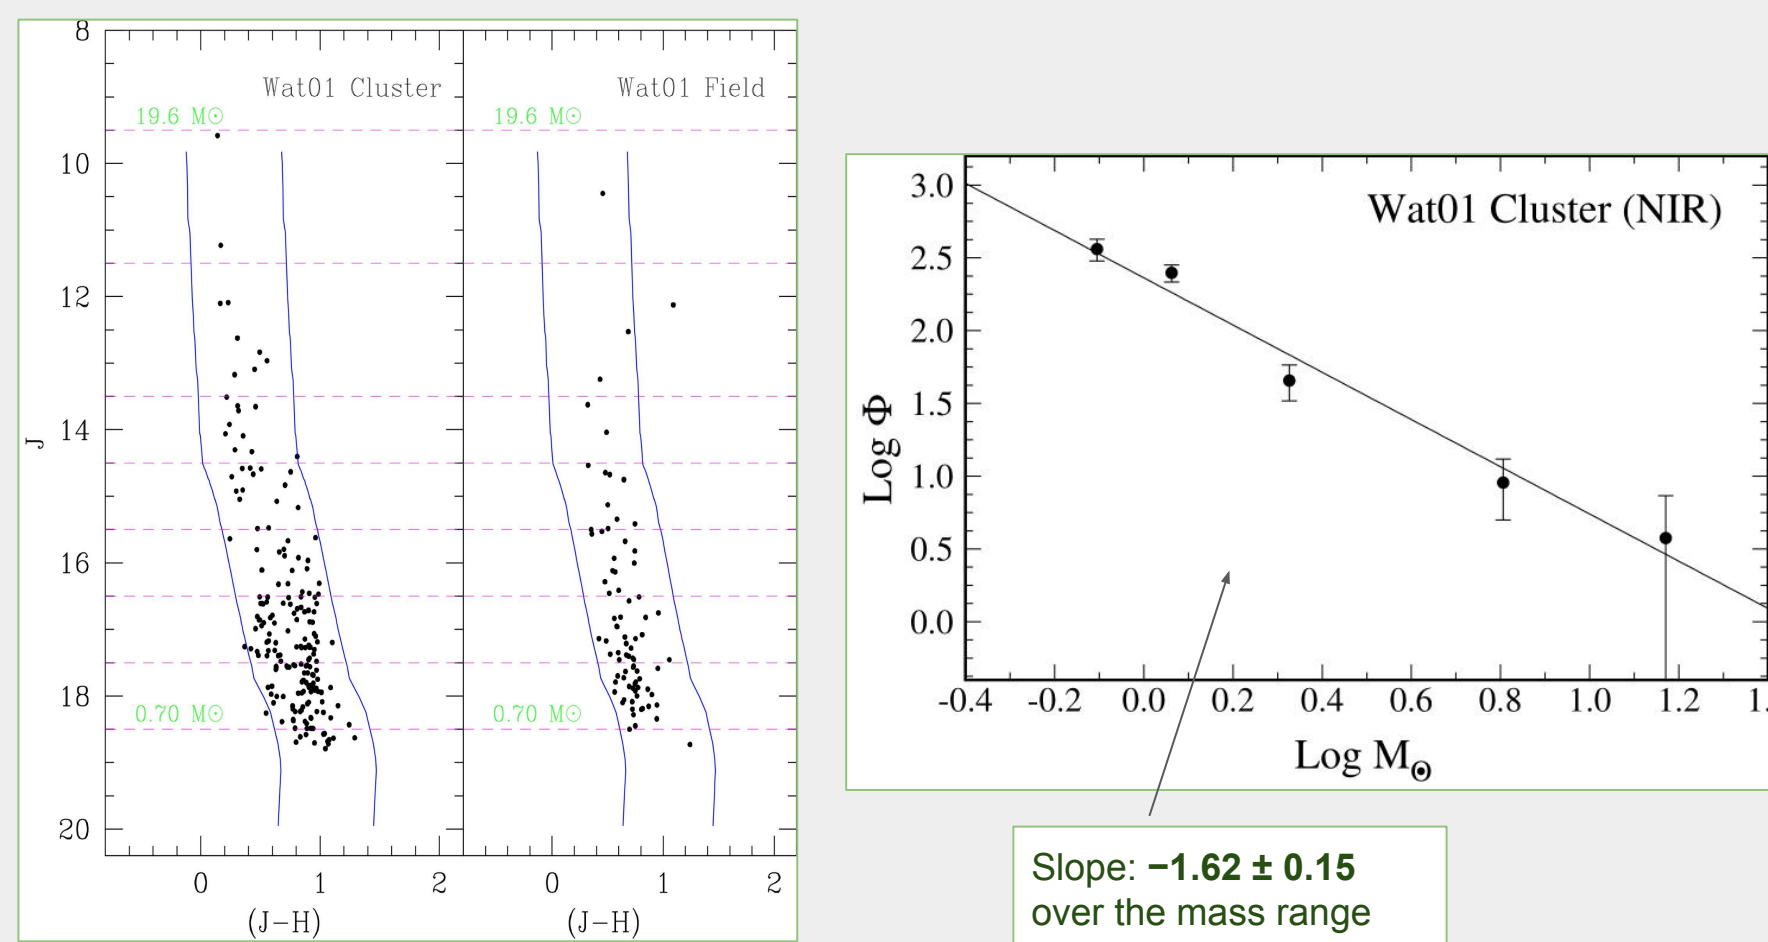 Wat01 Cluster
Wat01 Field
19.6 M☉
19.6 M☉
8
10
12
14
16
18
20
J
0.70 M☉
0.70 M☉
0 1 2
0 1 2
(J−H)
(J−H)
Wat01 Cluster (NIR)
3.0
2.5
2.0
1.5
1.0
0.5
0.0
Log Φ
-0.4 -0.2 0.0 0.2 0.4 0.6 0.8 1.0 1.2 1.
Log M☉
Slope: −1.62 ± 0.15
over the mass range